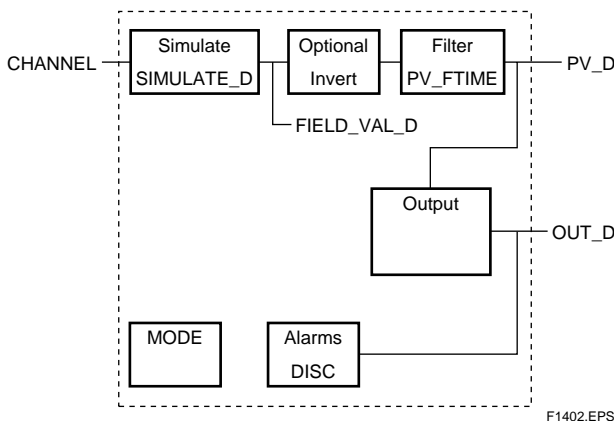 Simulate
SIMULATE_D
Optional
Invert
Filter
PV_FTIME
CHANNEL
PV_D
FIELD_VAL_D
Output
OUT_D
MODE
Alarms
DISC
F1402.EPS